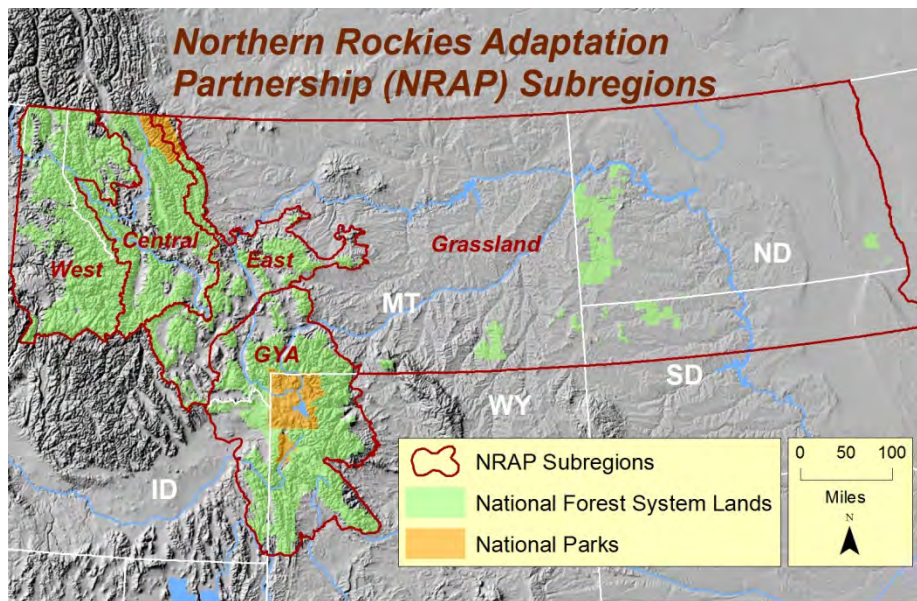 Northern Rockies Adaptation
Partnership (NRAP) Subregions
West
Central
East
Grassland
GYA
MT
ND
SD
WY
ID
NRAP Subregions
National Forest System Lands
National Parks
0 50 100
Miles
N